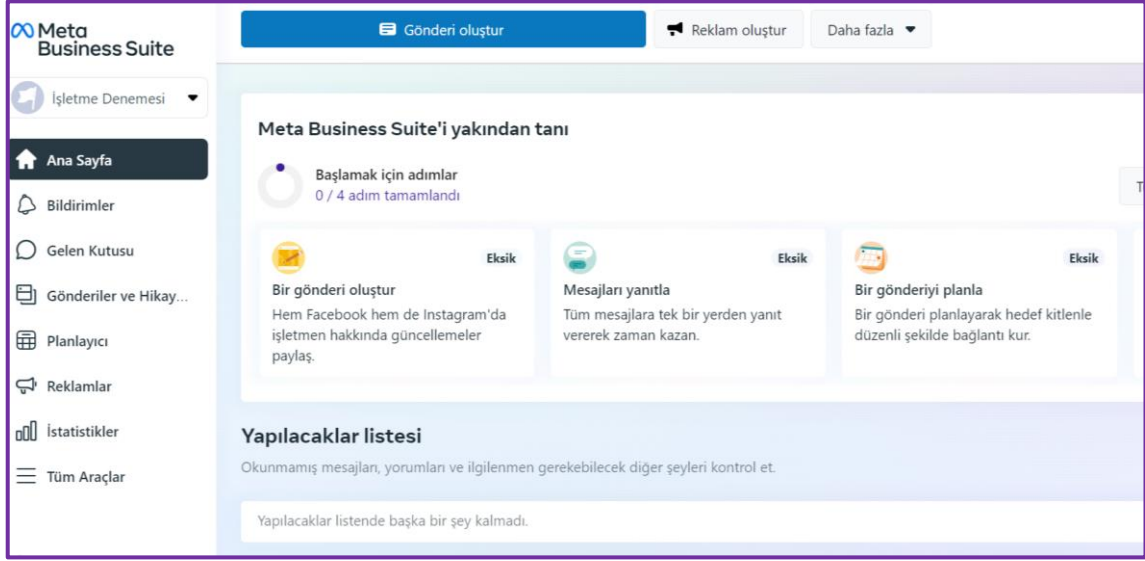 Meta
Business Suite
İşletme Denemesi
Ana Sayfa
Bildirimler
Gelen Kutusu
Gönderiler ve Hikay...
Planlayıcı
Reklamlar
İstatistikler
Tüm Araçlar
Gönderi oluştur
Reklam oluştur
Daha fazla
Meta Business Suite'i yakından tanı
Başlamak için adımlar
0 / 4 adım tamamlandı
Eksik
Bir gönderi oluştur
Hem Facebook hem de Instagram'da
işletmen hakkında güncellemeler
paylaş.
Eksik
Mesajları yanıtla
Tüm mesajlara tek bir yerden yanıt
vererek zaman kazan.
Eksik
Bir gönderiyi planla
Bir gönderi planlayarak hedef kitlenle
düzenli şekilde bağlantı kur.
Yapılacaklar listesi
Okunmamış mesajları, yorumları ve ilgilenmen gerekebilecek diğer şeyleri kontrol et.
Yapılacaklar listende başka bir şey kalmadı.